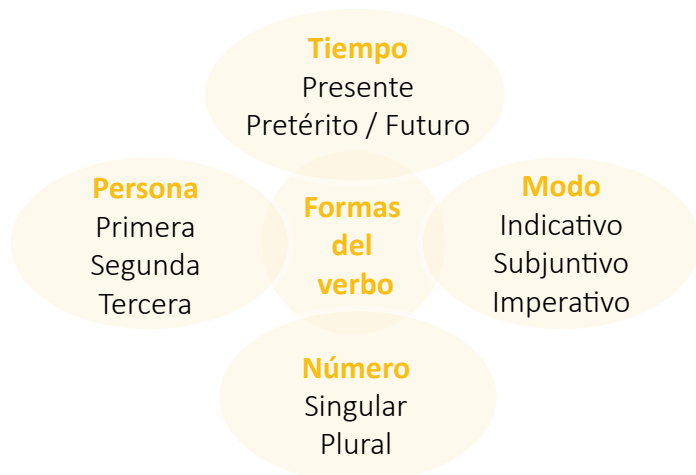 Tiempo
Presente
Pretérito / Futuro
Persona
Primera
Segunda
Tercera
Formas
del
verbo
Modo
Indicativo
Subjuntivo
Imperativo
Número
Singular
Plural